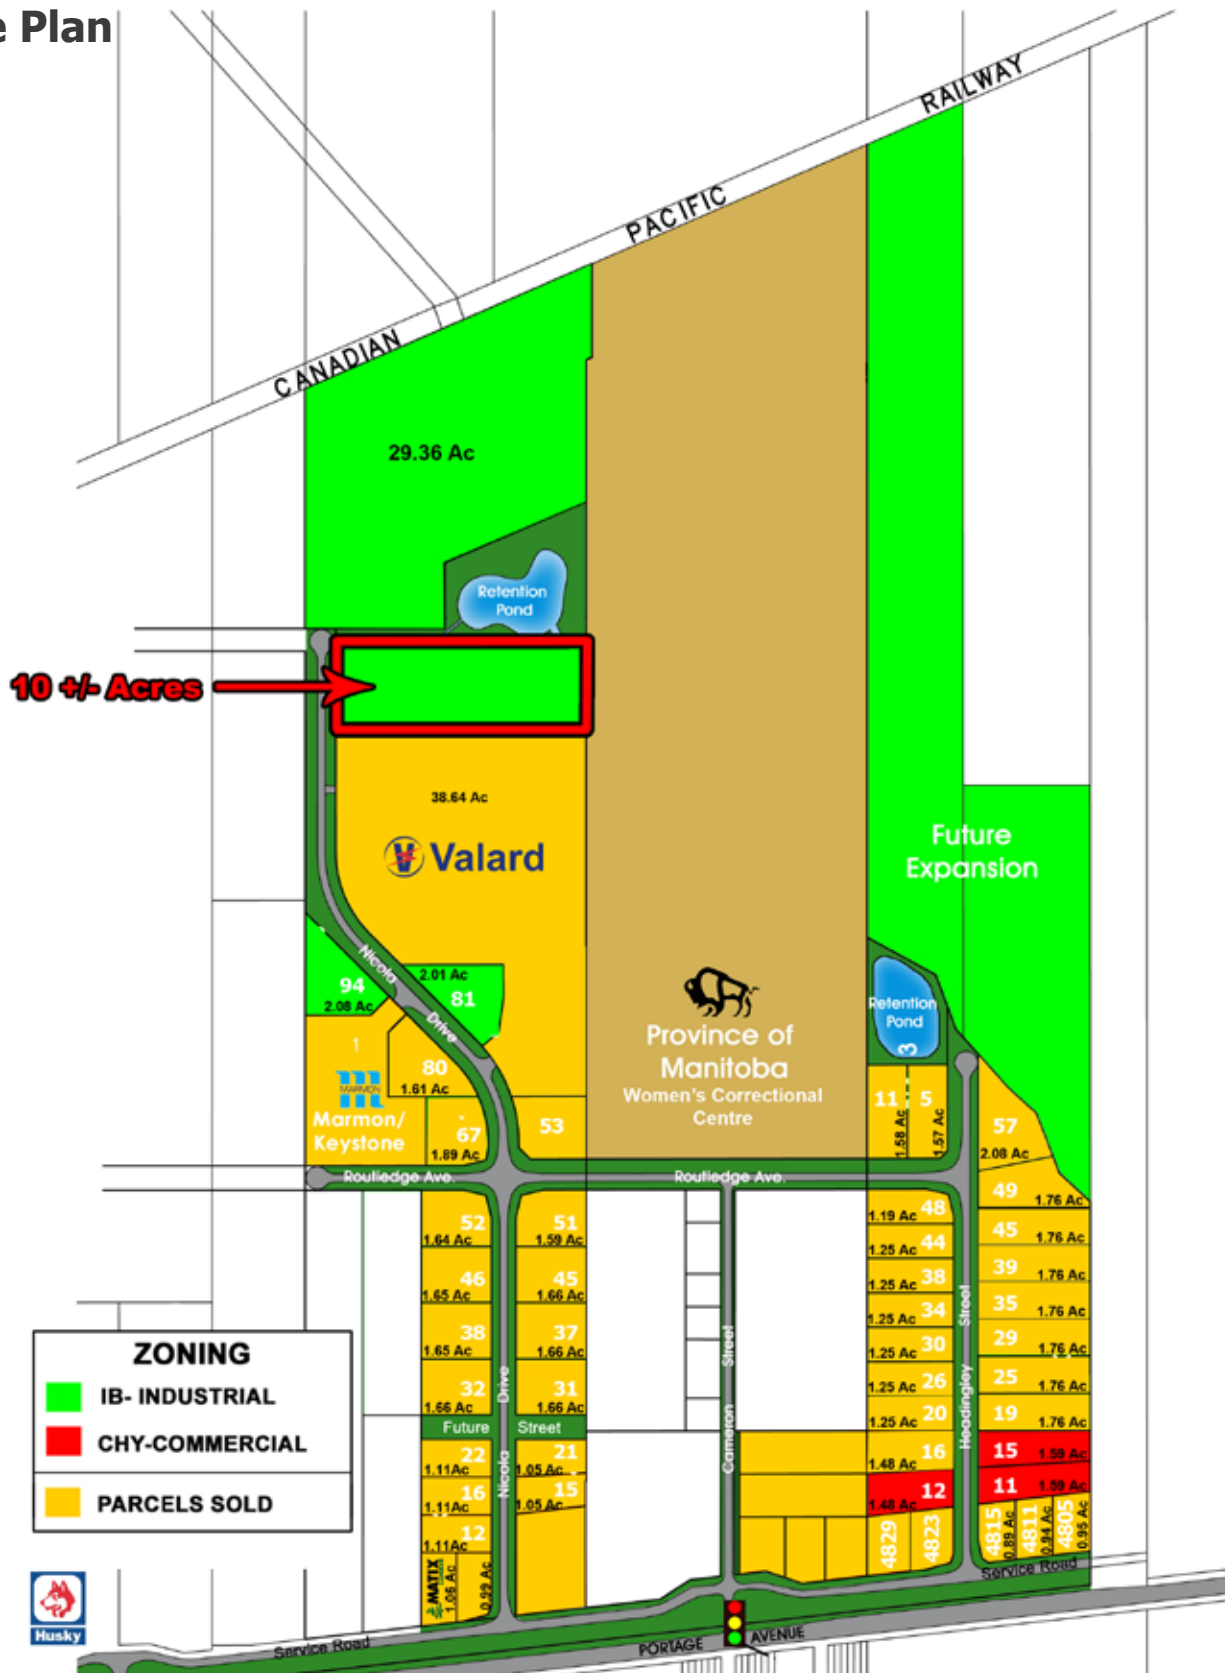 e Plan
CANADIAN
PACIFIC
RAILWAY
29.36 Ac
Retention
Pond
10 +/- Acres
38.64 Ac
Valard
Future
Expansion
Nicola
Drive
94
2.08 Ac
2.01 Ac
81
1
MARMON
Marmon/
Keystone
80
1.61 Ac
67
1.89 Ac
53
Province of
Manitoba
Women's Correctional
Centre
Retention
Pond
3
11
1.58 Ac
5
1.57 Ac
57
2.08 Ac
Routledge Ave.
Routledge Ave.
49
1.76 Ac
52
1.64 Ac
51
1.59 Ac
48
1.19 Ac
45
1.76 Ac
44
1.25 Ac
46
1.65 Ac
45
1.66 Ac
38
1.25 Ac
39
1.76 Ac
34
1.25 Ac
35
1.76 Ac
38
1.65 Ac
37
1.66 Ac
30
1.25 Ac
29
1.76 Ac
32
1.66 Ac
31
1.66 Ac
26
1.25 Ac
25
1.76 Ac
20
1.25 Ac
19
1.76 Ac
Nicola Drive
Cameron Street
Headingley Street
Future Street
22
1.11Ac
21
1.05 Ac
16
1.48 Ac
15
1.59 Ac
16
1.11Ac
15
1.05 Ac
12
1.48 Ac
11
1.59 Ac
12
1.11Ac
MATIX
1.06 Ac
0.99 Ac
4829
4823
4815
0.89 Ac
4811
0.94 Ac
4805
0.95 Ac
ZONING
IB- INDUSTRIAL
CHY-COMMERCIAL
PARCELS SOLD
Husky
Service Road
Service Road
PORTAGE AVENUE